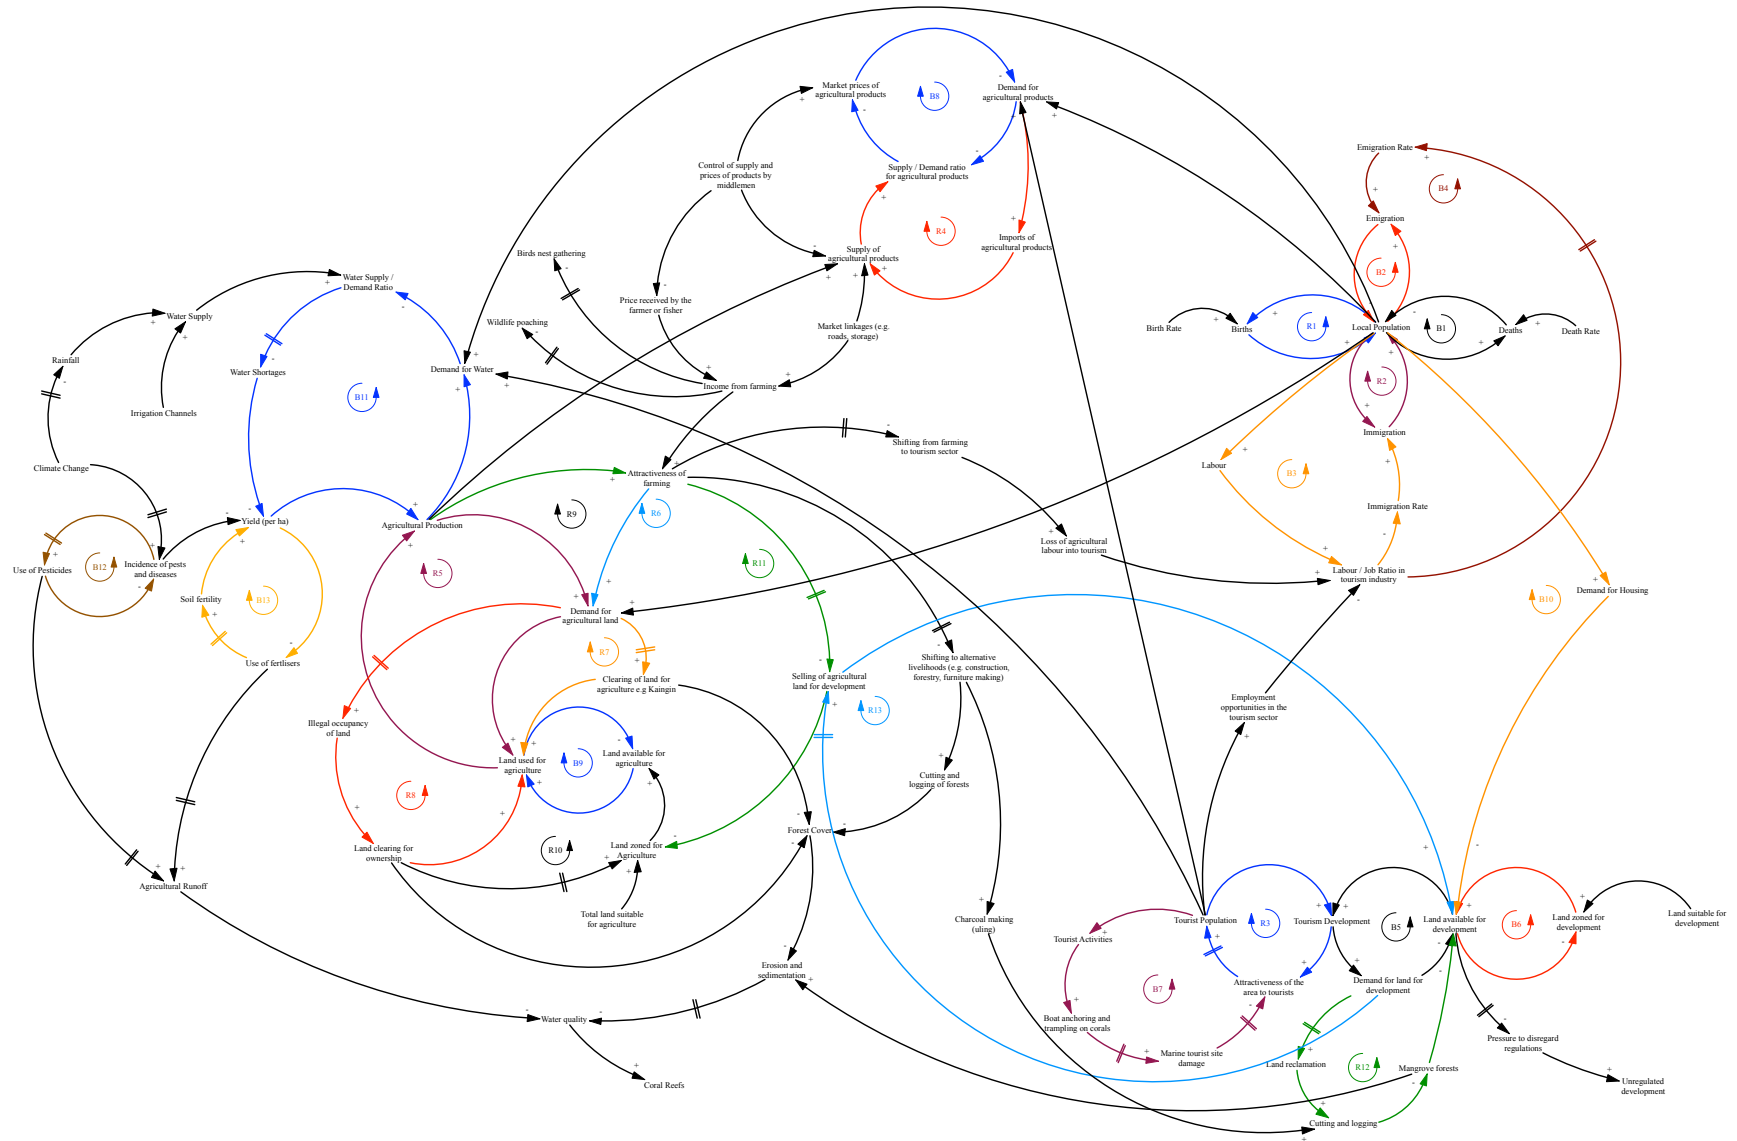 Market prices of
agricultural products
B8
Demand for
agricultural products
Control of supply and
prices of products by
middlemen
Supply / Demand ratio
for agricultural products
Emigration Rate
B4
Emigration
R4
Imports of
agricultural products
Supply of
agricultural products
Birds nest gathering
B2
Water Supply /
Demand Ratio
Price received by the
farmer or fisher
Wildlife poaching
Market linkages (e.g.
roads, storage)
Water Supply
Birth Rate
Births
R1
Local Population
B1
Deaths
Death Rate
Rainfall
Water Shortages
Demand for Water
Income from farming
R2
B11
Irrigation Channels
Immigration
Shifting from farming
to tourism sector
Climate Change
Attractiveness of
farming
Labour
B3
Immigration Rate
Yield (per ha)
Agricultural Production
R9
R6
Loss of agricultural
labour into tourism
Use of Pesticides
B12
Incidence of pests
and diseases
R5
R11
Labour / Job Ratio in
tourism industry
Demand for Housing
Soil fertility
B13
B10
Demand for
agricultural land
Use of fertlisers
R7
Clearing of land for
agriculture e.g Kaingin
Selling of agricultural
land for development
Shifting to alternative
livelihoods (e.g. construction,
forestry, furniture making)
R13
Employment
opportunities in the
tourism sector
Illegal occupancy
of land
Land used for
agriculture
B9
Land available for
agriculture
Cutting and
logging of forests
R8
Forest Cover
Land clearing for
ownership
R10
Land zoned for
Agriculture
Agricultural Runoff
Total land suitable
for agriculture
Charcoal making
(uling)
Tourist Population
R3
Tourism Development
B5
Land available for
development
B6
Land zoned for
development
Land suitable for
development
Tourist Activities
Erosion and
sedimentation
B7
Attractiveness of the
area to tourists
Demand for land for
development
Water quality
Boat anchoring and
trampling on corals
Marine tourist site
damage
Pressure to disregard
regulations
Land reclamation
R12
Mangrove forests
Coral Reefs
Unregulated
development
Cutting and logging